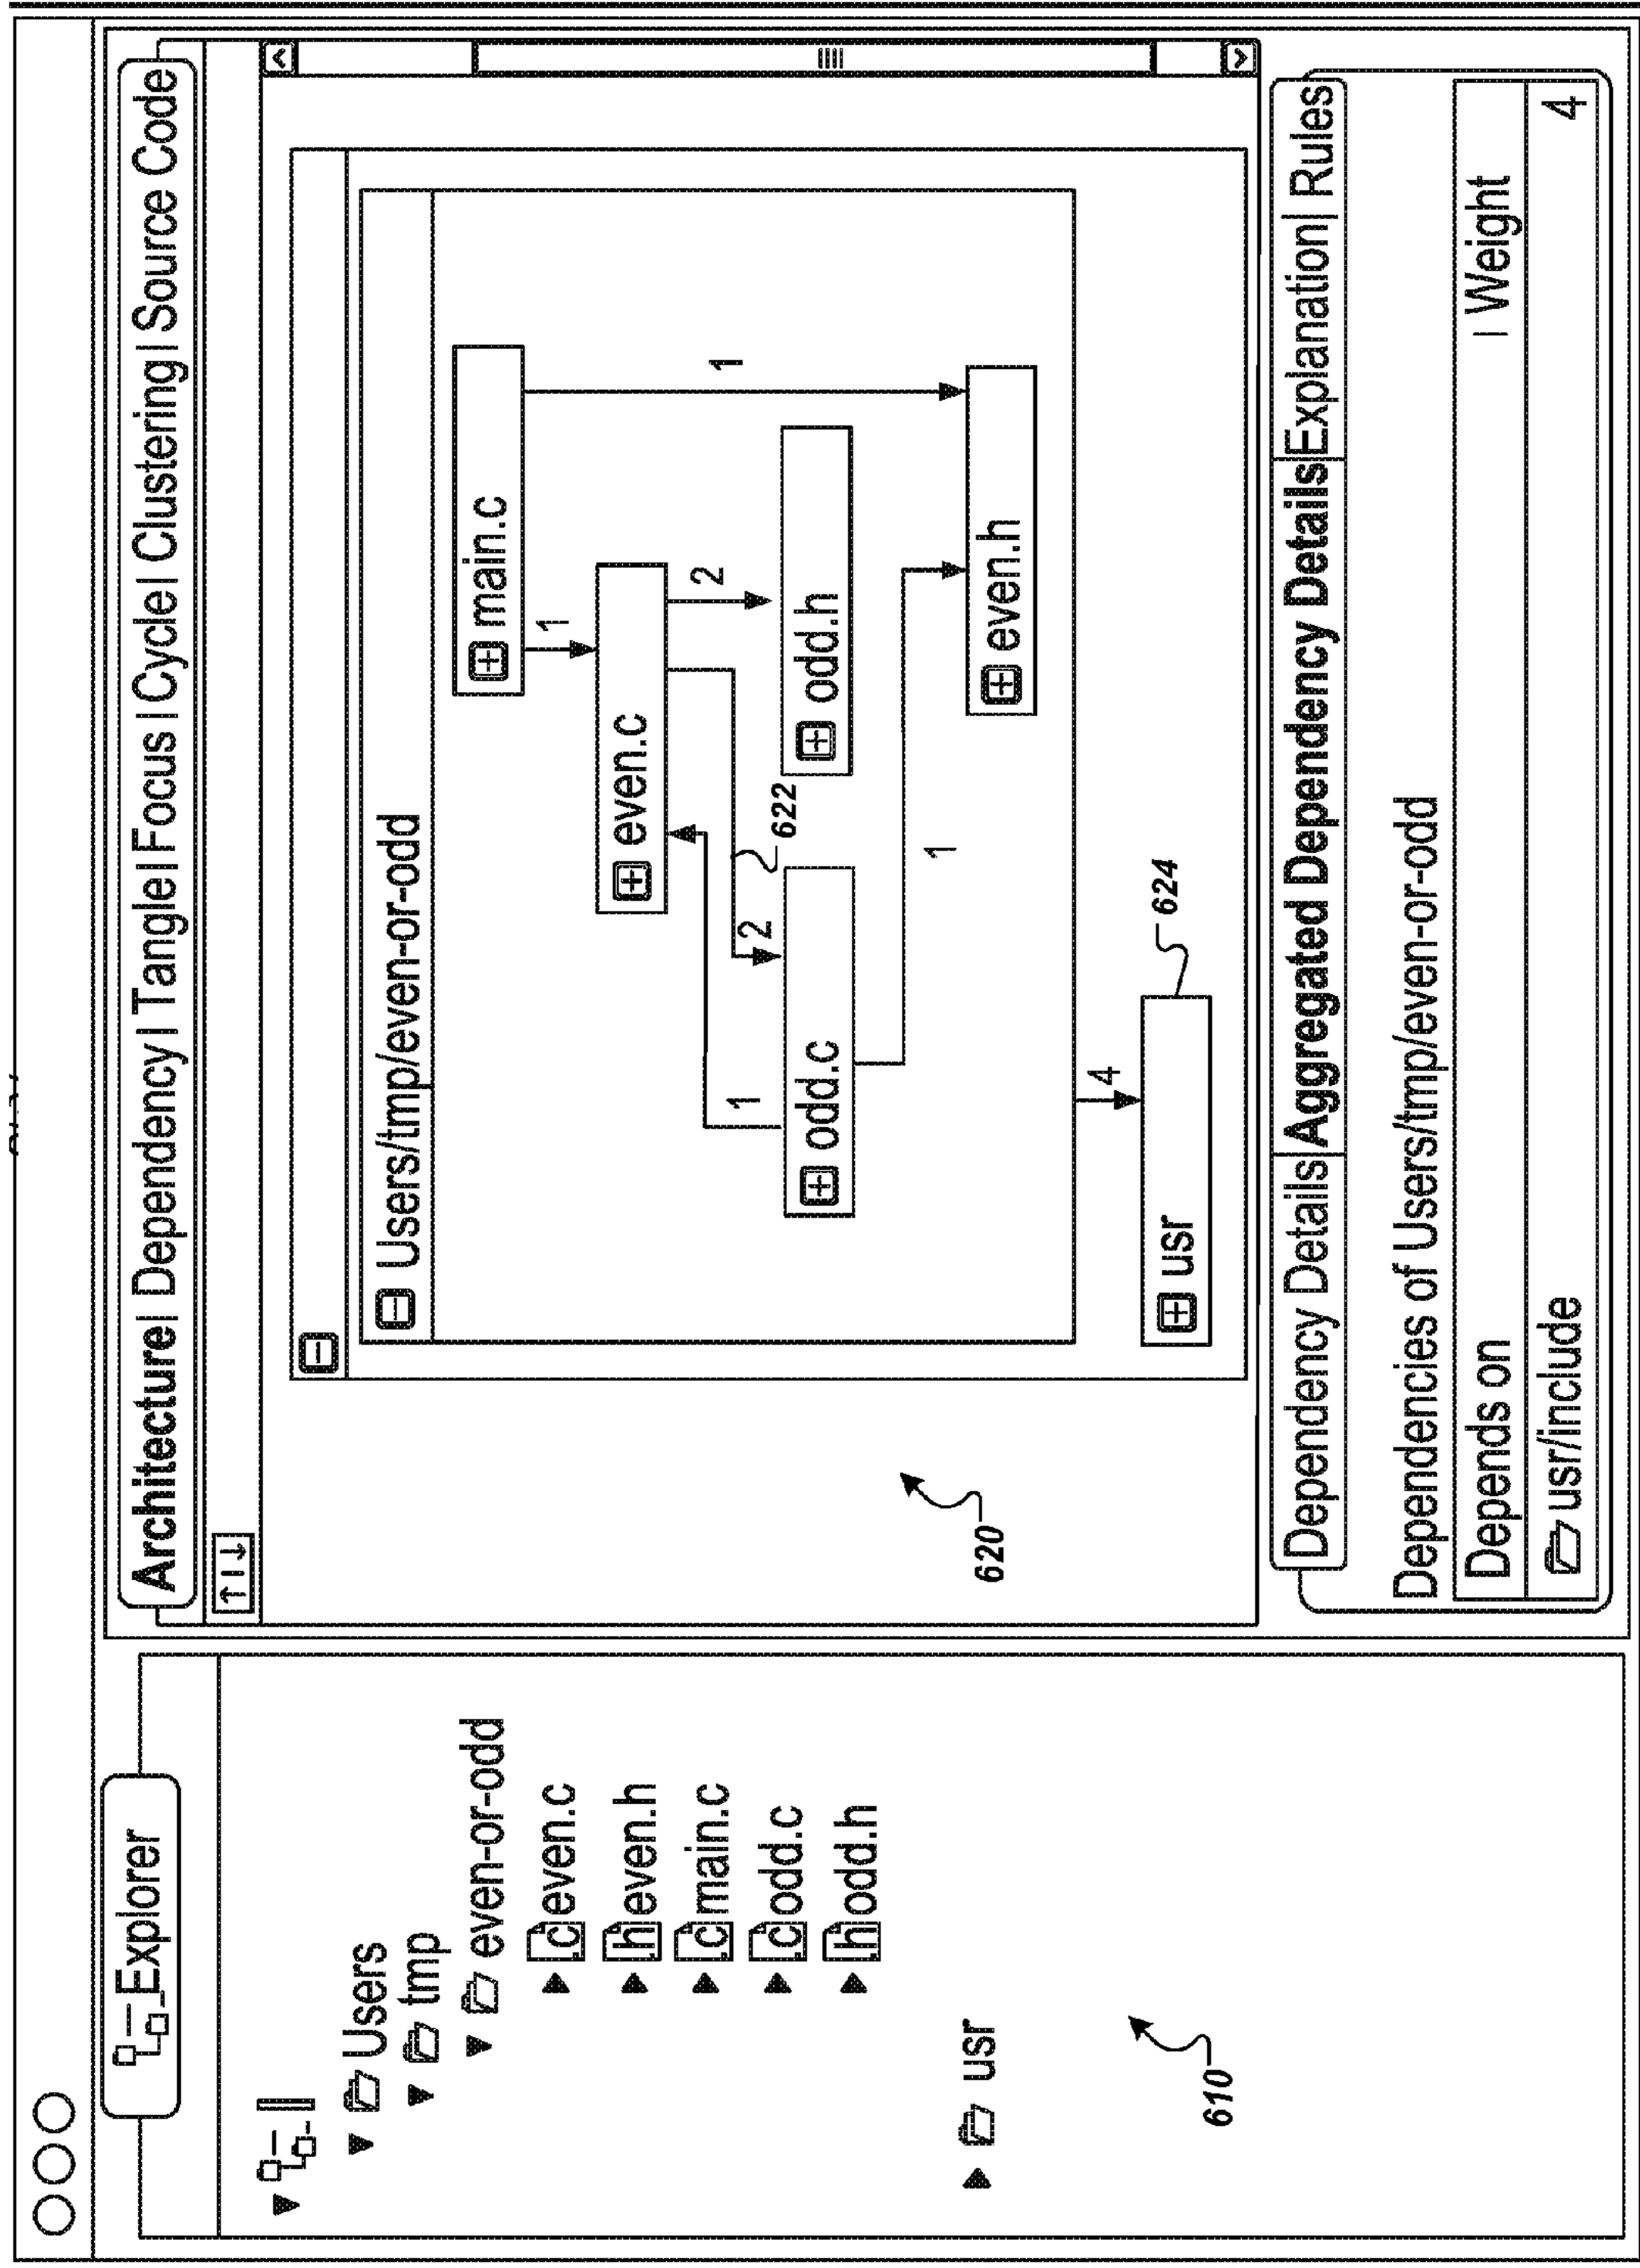 Explorer
Users
tmp
even-or-odd
.c even.c
.h even.h
.c main.c
.c odd.c
.h odd.h
usr
610
Architecture | Dependency | Tangle | Focus | Cycle | Clustering | Source Code
Users/tmp/even-or-odd
main.c
1
1
even.c
2
2
622
1
odd.h
odd.c
1
even.h
4
usr
624
620
Dependency Details | Aggregated Dependency Details Explanation | Rules
Dependencies of Users/tmp/even-or-odd
Depends on | Weight
usr/include 4